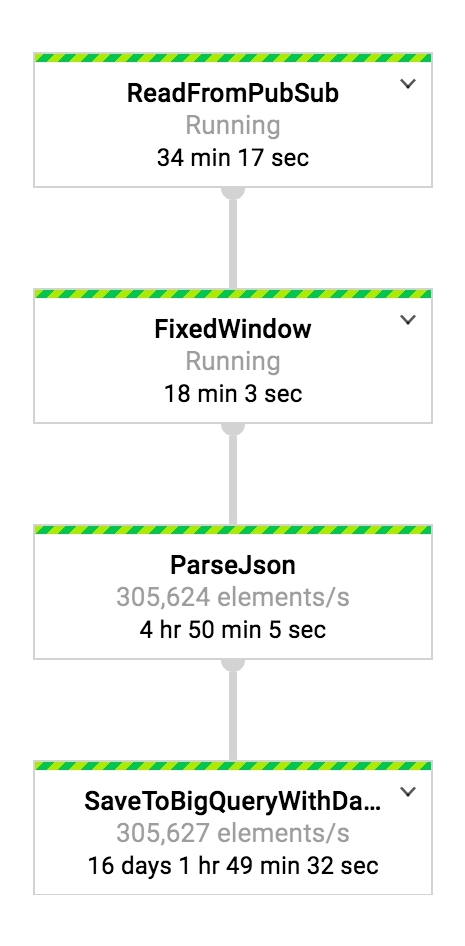 ReadFromPubSub
Running
34 min 17 sec
FixedWindow
Running
18 min 3 sec
ParseJson
305,624 elements/s
4 hr 50 min 5 sec
SaveToBigQueryWithDa...
305,627 elements/s
16 days 1 hr 49 min 32 sec